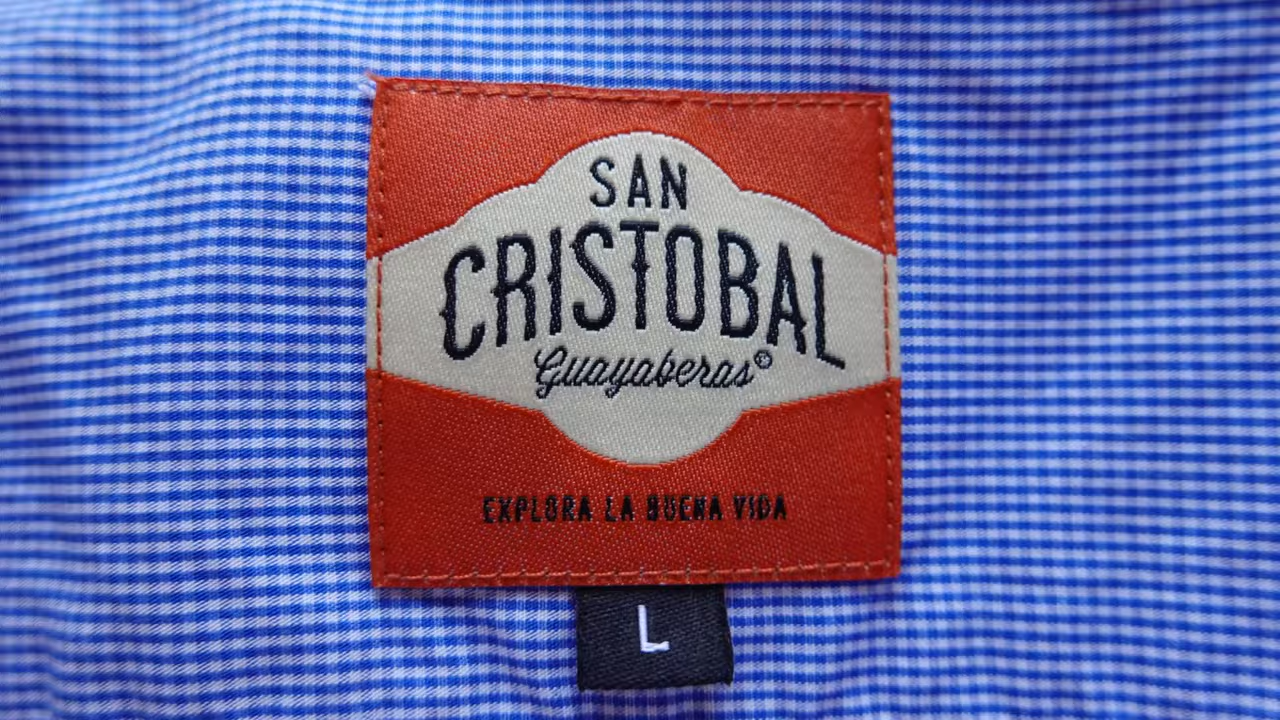 SAN
CRISTOBAL
Guayaberas®
EXPLORA LA BUENA VIDA
L